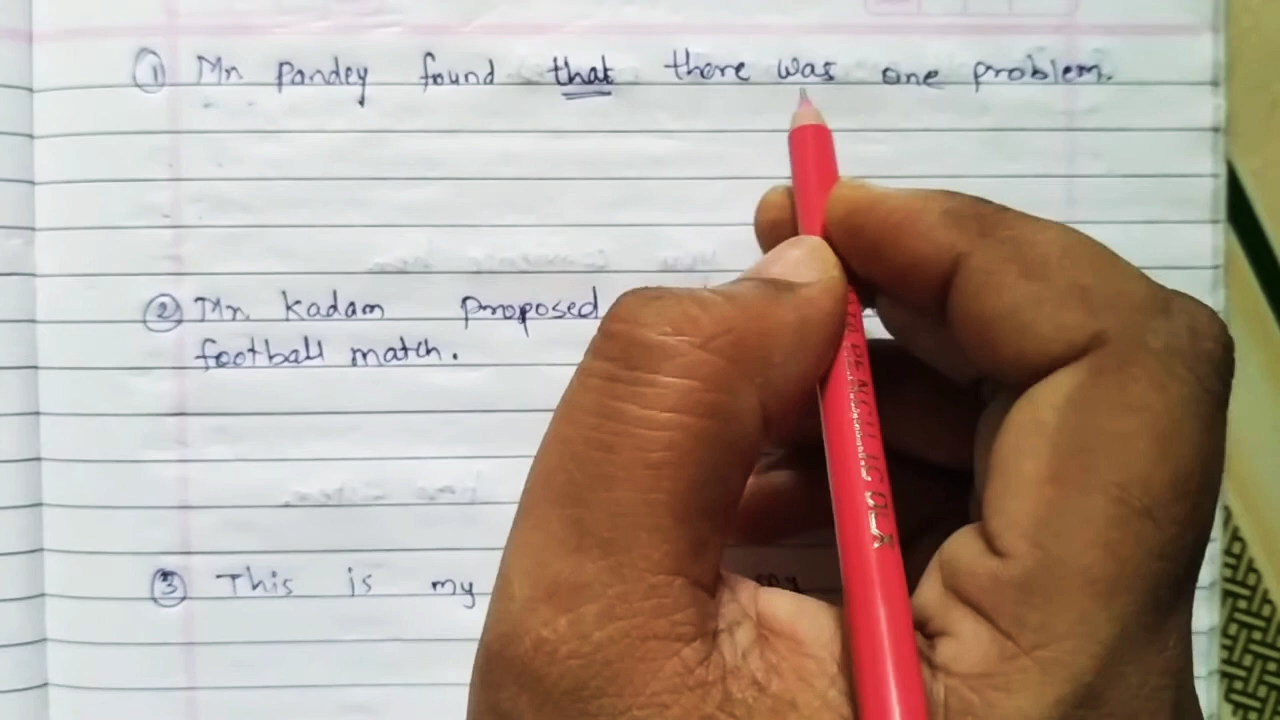 ① Mr Pandey found that there was one problem.
② Mr. Kadam proposed
football match.
③ This is my my